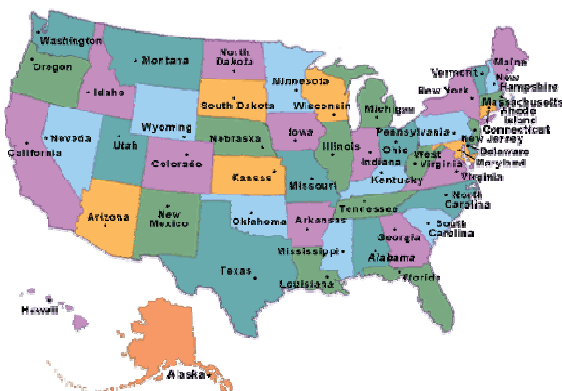 Washington
Montana
North
Dakota
Minnesota
Maine
Vermont
New
Hampshire
Oregon
Idaho
South Dakota
Wisconsin
Michigan
New York
Massachusetts
Rhode
Island
Connecticut
New Jersey
Delaware
Maryland
Wyoming
Nebraska
Iowa
Illinois
Indiana
Ohio
Pennsylvania
West
Virginia
Virginia
Nevada
Utah
Colorado
Kansas
Missouri
Kentucky
North
Carolina
California
Arizona
New
Mexico
Oklahoma
Arkansas
Tennessee
South
Carolina
Georgia
Mississippi
Alabama
Texas
Louisiana
Florida
Hawaii
Alaska